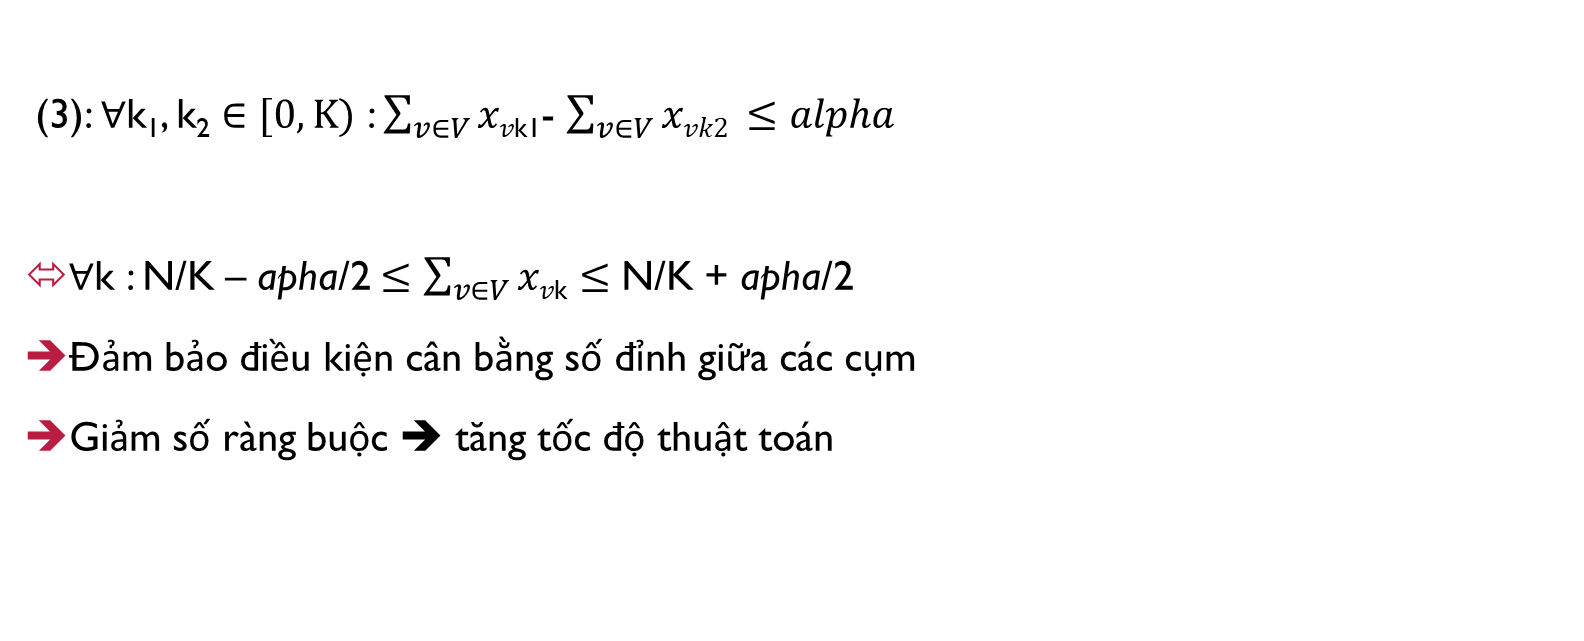 (3): ∀k₁, k₂ ∈ [0, K) : ∑ᵥ∈V xᵥk1- ∑ᵥ∈V xᵥk2 ≤ alpha
⬄∀k : N/K – apha/2 ≤ ∑ᵥ∈V xᵥk ≤ N/K + apha/2
➔Đảm bảo điều kiện cân bằng số đỉnh giữa các cụm
➔Giảm số ràng buộc ➔ tăng tốc độ thuật toán